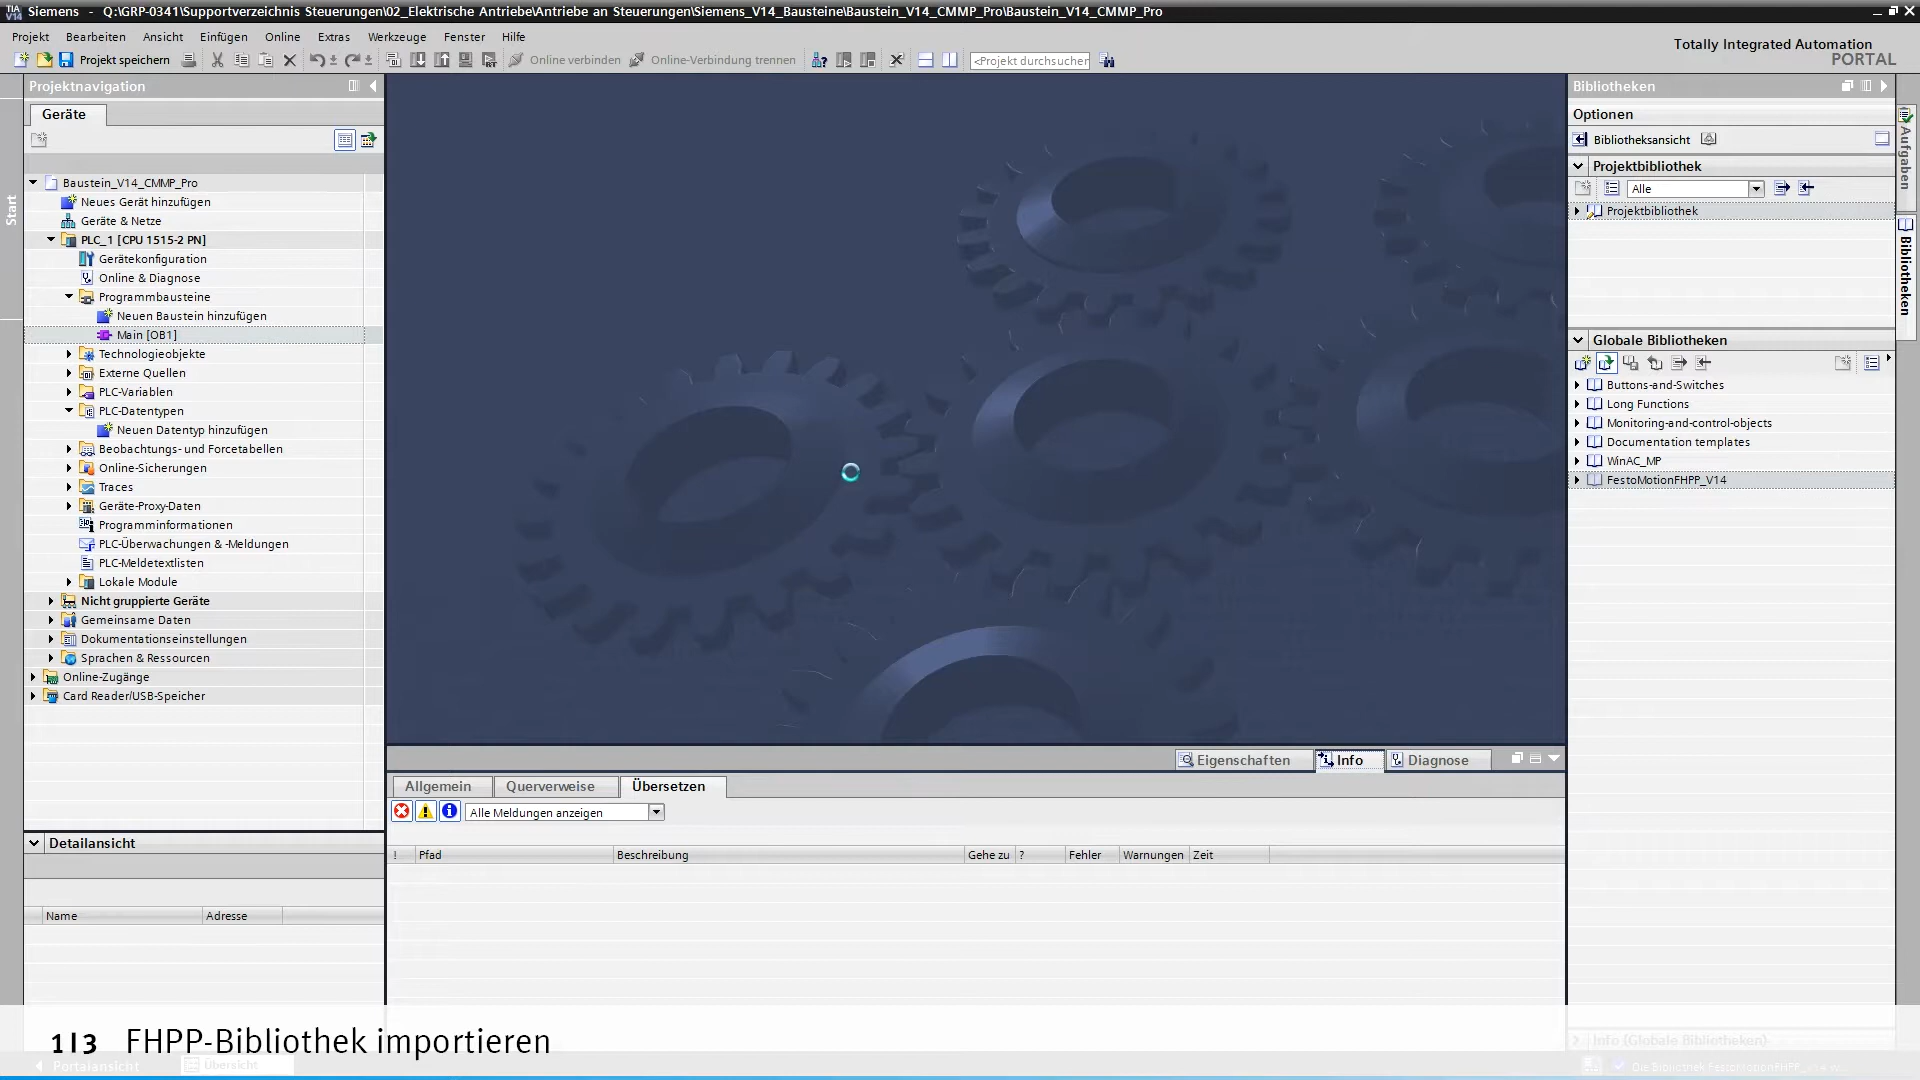 Siemens - Q:\GRP-0341\Supportverzeichnis Steuerungen\02_Elektrische Antriebe\Antriebe an Steuerungen\Siemens_V14_Bausteine\Baustein_V14_CMMP_Pro\Baustein_V14_CMMP_Pro
Projekt Bearbeiten Ansicht Einfügen Online Extras Werkzeuge Fenster Hilfe
Totally Integrated Automation
PORTAL
Projekt speichern Online verbinden Online-Verbindung trennen <Projekt durchsuchen
Projektnavigation
Geräte
Start
Baustein_V14_CMMP_Pro
Neues Gerät hinzufügen
Geräte & Netze
PLC_1 [CPU 1515-2 PN]
Gerätekonfiguration
Online & Diagnose
Programmbausteine
Neuen Baustein hinzufügen
Main [OB1]
Technologieobjekte
Externe Quellen
PLC-Variablen
PLC-Datentypen
Neuen Datentyp hinzufügen
Beobachtungs- und Forcetabellen
Online-Sicherungen
Traces
Geräte-Proxy-Daten
Programminformationen
PLC-Überwachungen & -Meldungen
PLC-Meldetextlisten
Lokale Module
Nicht gruppierte Geräte
Gemeinsame Daten
Dokumentationseinstellungen
Sprachen & Ressourcen
Online-Zugänge
Card Reader/USB-Speicher
Detailansicht
Name Adresse
Eigenschaften Info Diagnose
Allgemein Querverweise Übersetzen
Alle Meldungen anzeigen
! Pfad Beschreibung Gehe zu ? Fehler Warnungen Zeit
Bibliotheken
Optionen
Bibliotheksansicht
Projektbibliothek
Alle
Projektbibliothek
Globale Bibliotheken
Buttons-and-Switches
Long Functions
Monitoring-and-control-objects
Documentation templates
WinAC_MP
FestoMotionFHPP_V14
Info (Globale Bibliotheken)
Aufgaben
Bibliotheken
1|3 FHPP-Bibliothek importieren
Portalansicht Übersicht